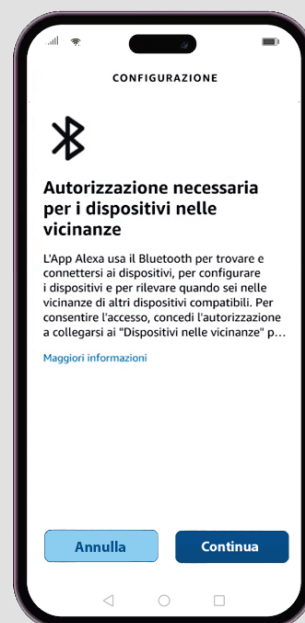 CONFIGURAZIONE
Autorizzazione necessaria
per i dispositivi nelle
vicinanze
L'App Alexa usa il Bluetooth per trovare e
connettersi ai dispositivi, per configurare
i dispositivi e per rilevare quando sei nelle
vicinanze di altri dispositivi compatibili. Per
consentire l'accesso, concedi l'autorizzazione
a collegarsi ai "Dispositivi nelle vicinanze" p...
Maggiori informazioni
Annulla
Continua